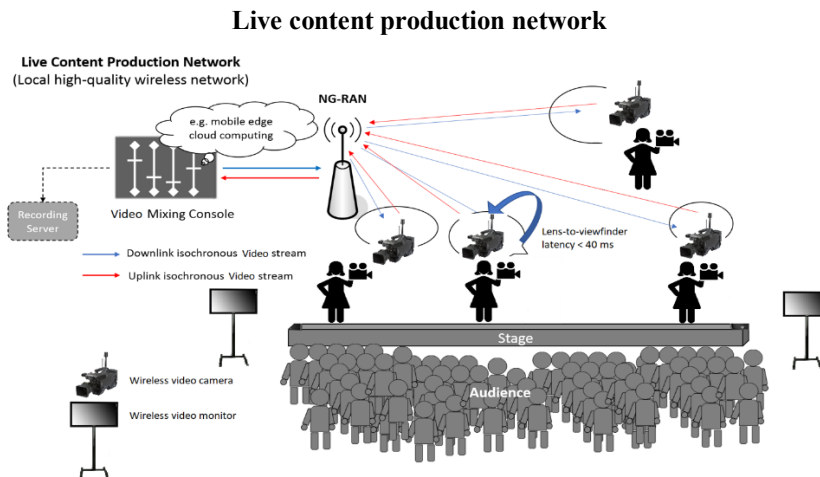 Live content production network
Live Content Production Network
(Local high-quality wireless network)
NG-RAN
e.g. mobile edge
cloud computing
Recording
Server
Video Mixing Console
Lens-to-viewfinder
latency < 40 ms
Downlink isochronous Video stream
Uplink isochronous Video stream
Stage
Wireless video camera
Audience
Wireless video monitor